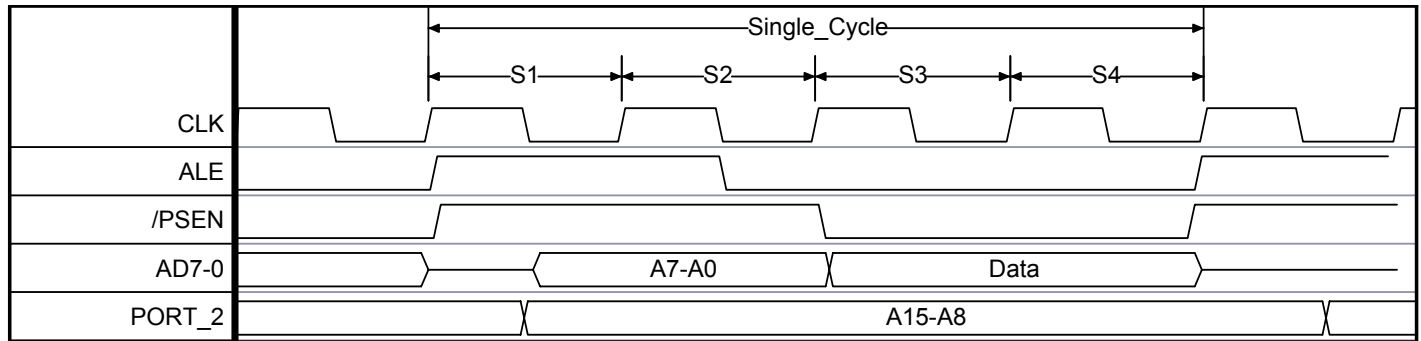 Single_Cycle
S1 S2 S3 S4
CLK
ALE
/PSEN
AD7-0 A7-A0 Data
PORT_2 A15-A8